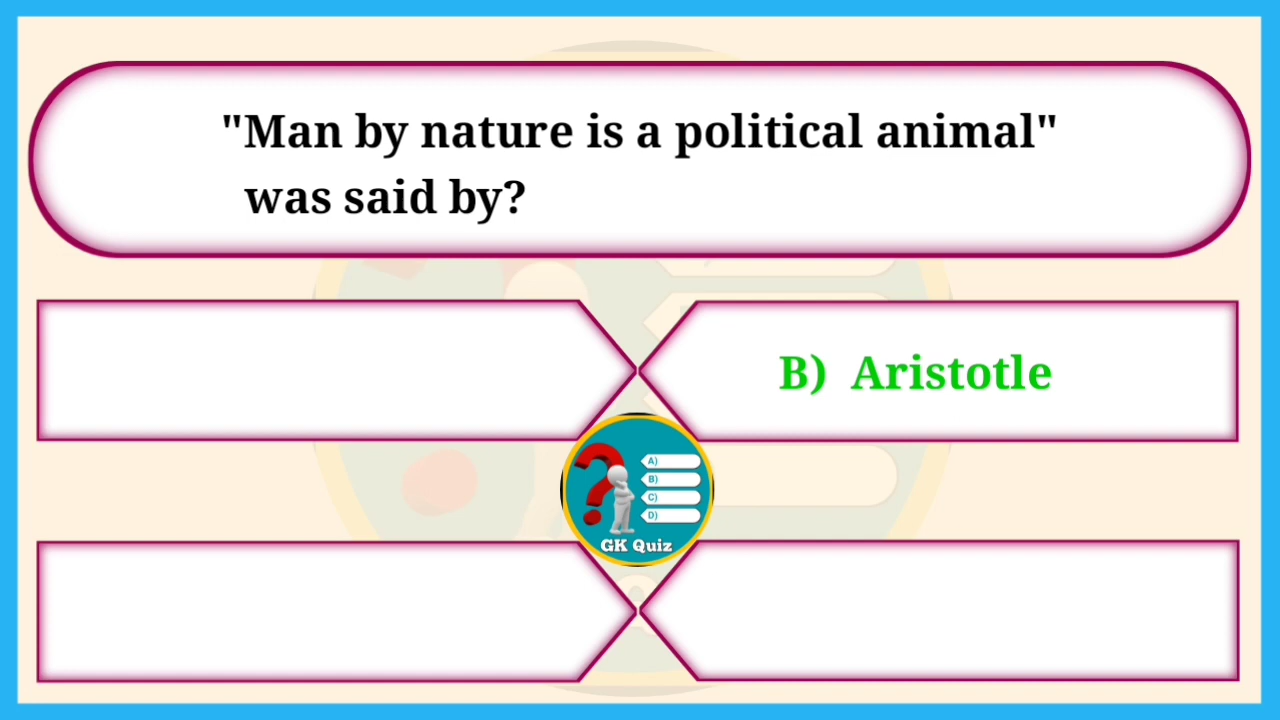 "Man by nature is a political animal"
was said by?
B) Aristotle
A)
B)
C)
D)
GK Quiz